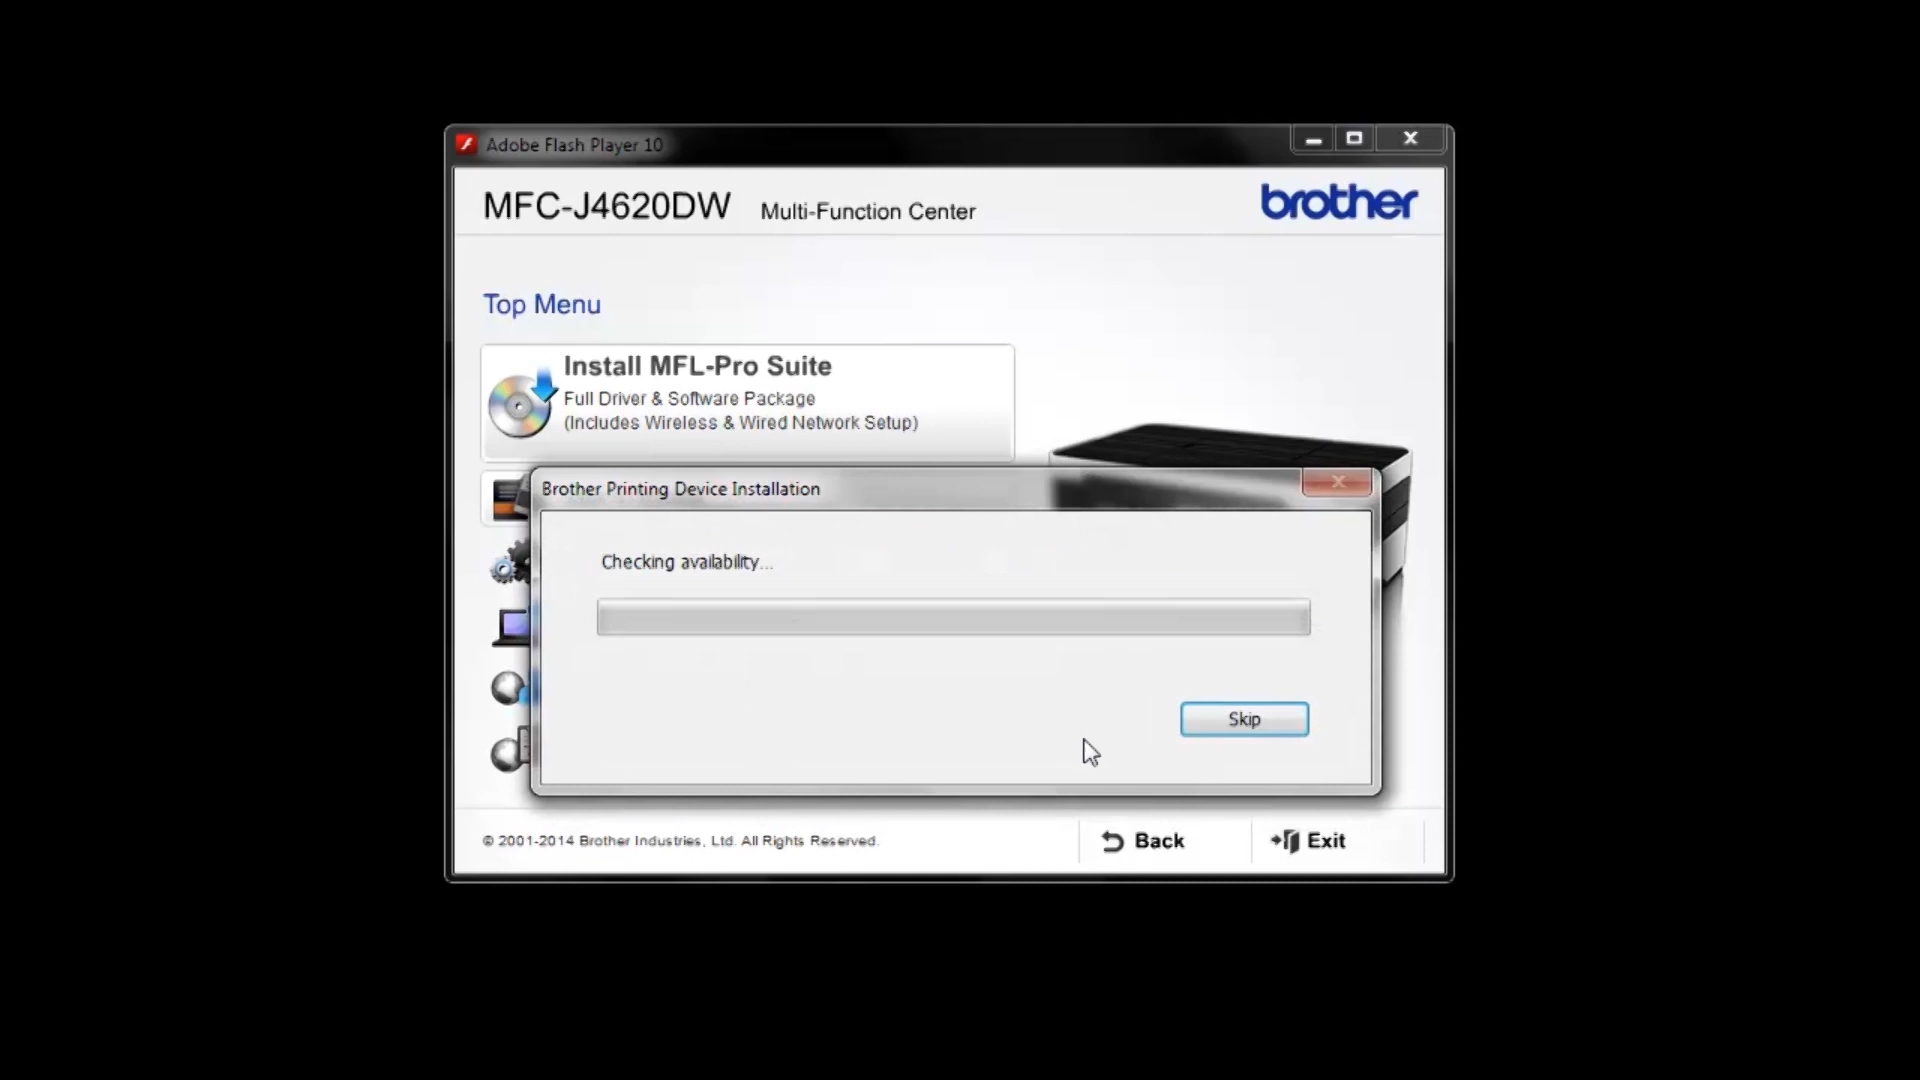 Adobe Flash Player 10
MFC-J4620DW Multi-Function Center
brother
Top Menu
Install MFL-Pro Suite
Full Driver & Software Package
(Includes Wireless & Wired Network Setup)
Brother Printing Device Installation
Checking availability...
Skip
© 2001-2014 Brother Industries, Ltd. All Rights Reserved.
Back
Exit